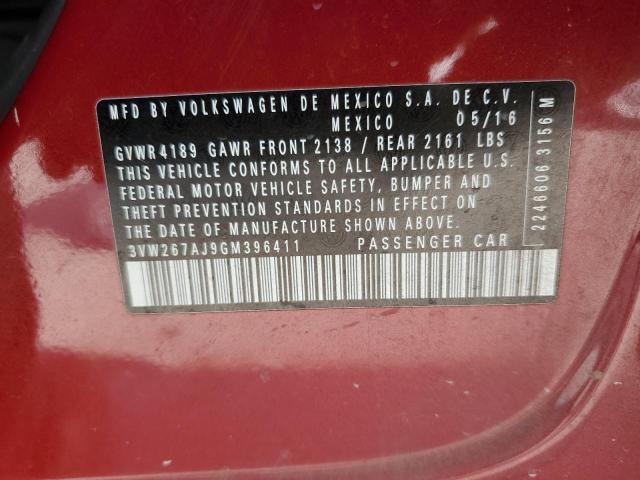 MFD BY VOLKSWAGEN DE MEXICO S.A. DE C.V.
MEXICO 05/16
GVWR4189 GAWR FRONT 2138 / REAR 2161 LBS
THIS VEHICLE CONFORMS TO ALL APPLICABLE U.S.
FEDERAL MOTOR VEHICLE SAFETY, BUMPER AND
THEFT PREVENTION STANDARDS IN EFFECT ON
THE DATE OF MANUFACTURE SHOWN ABOVE.
3VW267AJ9GM396411 PASSENGER CAR
2246606 3156 M